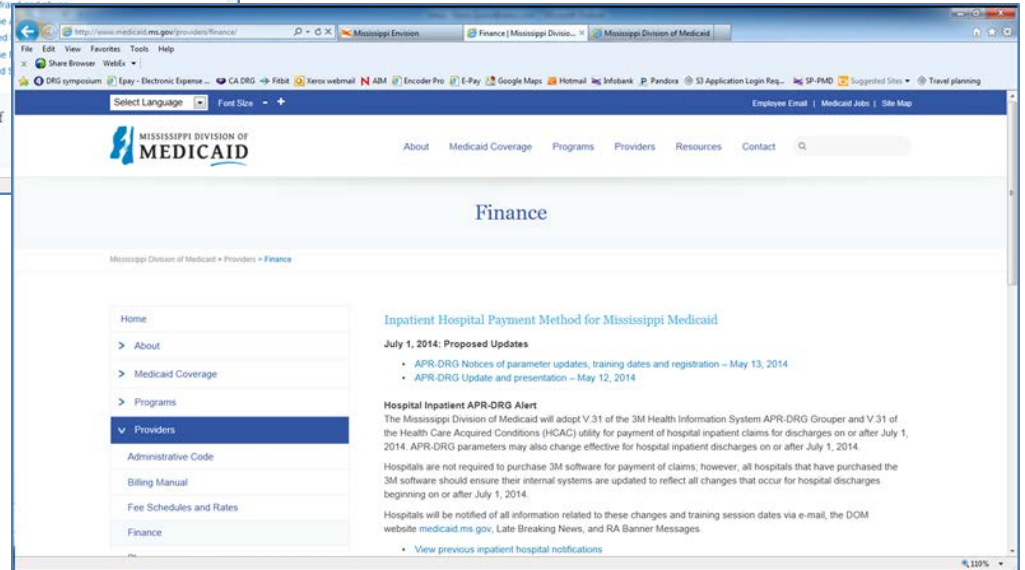 http://www.medicaid.ms.gov/providers/finance/
Mississippi Envision
Finance | Mississippi Divisio...
Mississippi Division of Medicaid
File Edit View Favorites Tools Help
x Share Browser WebEx
DRG symposium Epay - Electronic Expense ... CA DRG Fitbit Xerox webmail AIM Encoder Pro E-Pay Google Maps Hotmail Infobank Pandora S3 Application Login Req... SP-PMD Suggested Sites Travel planning
Select Language Font Size - +
Employee Email | Medicaid Jobs | Site Map
MISSISSIPPI DIVISION OF
MEDICAID
About Medicaid Coverage Programs Providers Resources Contact
Finance
Mississippi Division of Medicaid » Providers » Finance
Home
> About
> Medicaid Coverage
> Programs
v Providers
Administrative Code
Billing Manual
Fee Schedules and Rates
Finance
Inpatient Hospital Payment Method for Mississippi Medicaid
July 1, 2014: Proposed Updates
• APR-DRG Notices of parameter updates, training dates and registration – May 13, 2014
• APR-DRG Update and presentation – May 12, 2014
Hospital Inpatient APR-DRG Alert
The Mississippi Division of Medicaid will adopt V.31 of the 3M Health Information System APR-DRG Grouper and V.31 of
the Health Care Acquired Conditions (HCAC) utility for payment of hospital inpatient claims for discharges on or after July 1,
2014. APR-DRG parameters may also change effective for hospital inpatient discharges on or after July 1, 2014.
Hospitals are not required to purchase 3M software for payment of claims; however, all hospitals that have purchased the
3M software should ensure their internal systems are updated to reflect all changes that occur for hospital discharges
beginning on or after July 1, 2014.
Hospitals will be notified of all information related to these changes and training session dates via e-mail, the DOM
website medicaid.ms.gov, Late Breaking News, and RA Banner Messages.
• View previous inpatient hospital notifications
110%